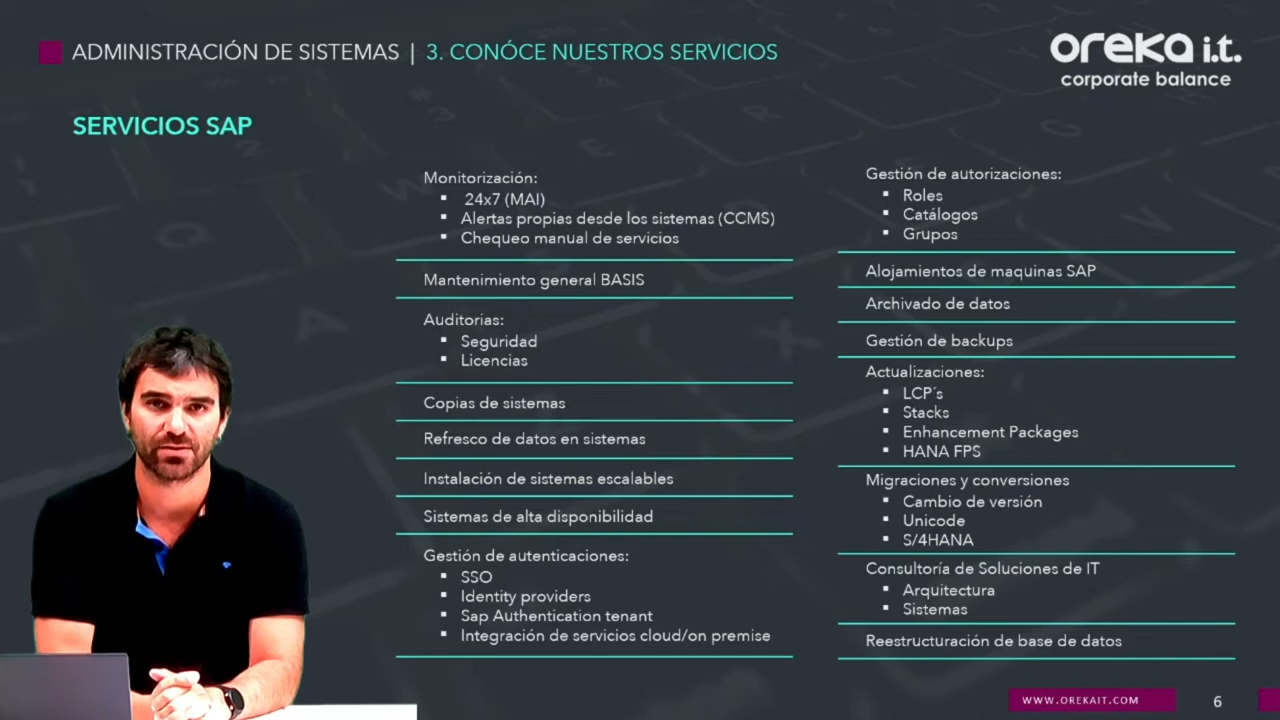 ADMINISTRACIÓN DE SISTEMAS | 3. CONÓCE NUESTROS SERVICIOS
oreka i.t.
corporate balance
SERVICIOS SAP
Monitorización:
▪ 24x7 (MAI)
▪ Alertas propias desde los sistemas (CCMS)
▪ Chequeo manual de servicios
Mantenimiento general BASIS
Auditorias:
▪ Seguridad
▪ Licencias
Copias de sistemas
Refresco de datos en sistemas
Instalación de sistemas escalables
Sistemas de alta disponibilidad
Gestión de autenticaciones:
▪ SSO
▪ Identity providers
▪ Sap Authentication tenant
▪ Integración de servicios cloud/on premise
Gestión de autorizaciones:
▪ Roles
▪ Catálogos
▪ Grupos
Alojamientos de maquinas SAP
Archivado de datos
Gestión de backups
Actualizaciones:
▪ LCP´s
▪ Stacks
▪ Enhancement Packages
▪ HANA FPS
Migraciones y conversiones
▪ Cambio de versión
▪ Unicode
▪ S/4HANA
Consultoría de Soluciones de IT
▪ Arquitectura
▪ Sistemas
Reestructuración de base de datos
WWW.OREKAIT.COM
6